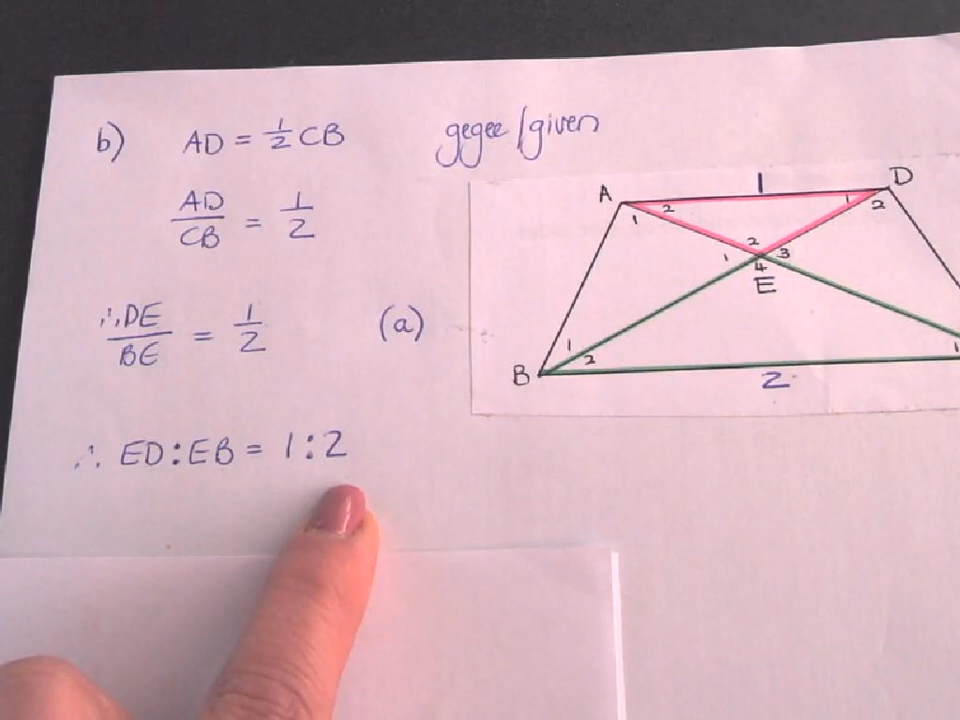 b) AD = 1/2 CB gegee/given
AD/CB = 1/2
∴ DE/BE = 1/2 (a)
∴ ED:EB = 1:2
A 1 D
1 2 1 2
2
1 3
4
E
1 1
B 2
2